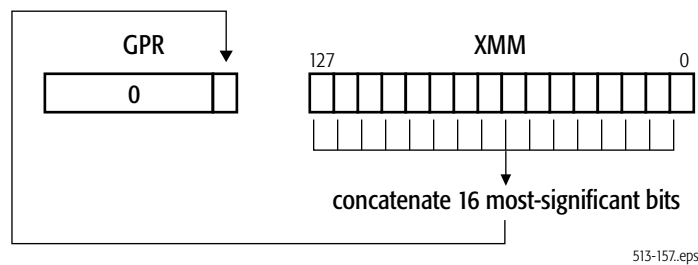 GPR
XMM
127
0
0
concatenate 16 most-significant bits
513-157..eps